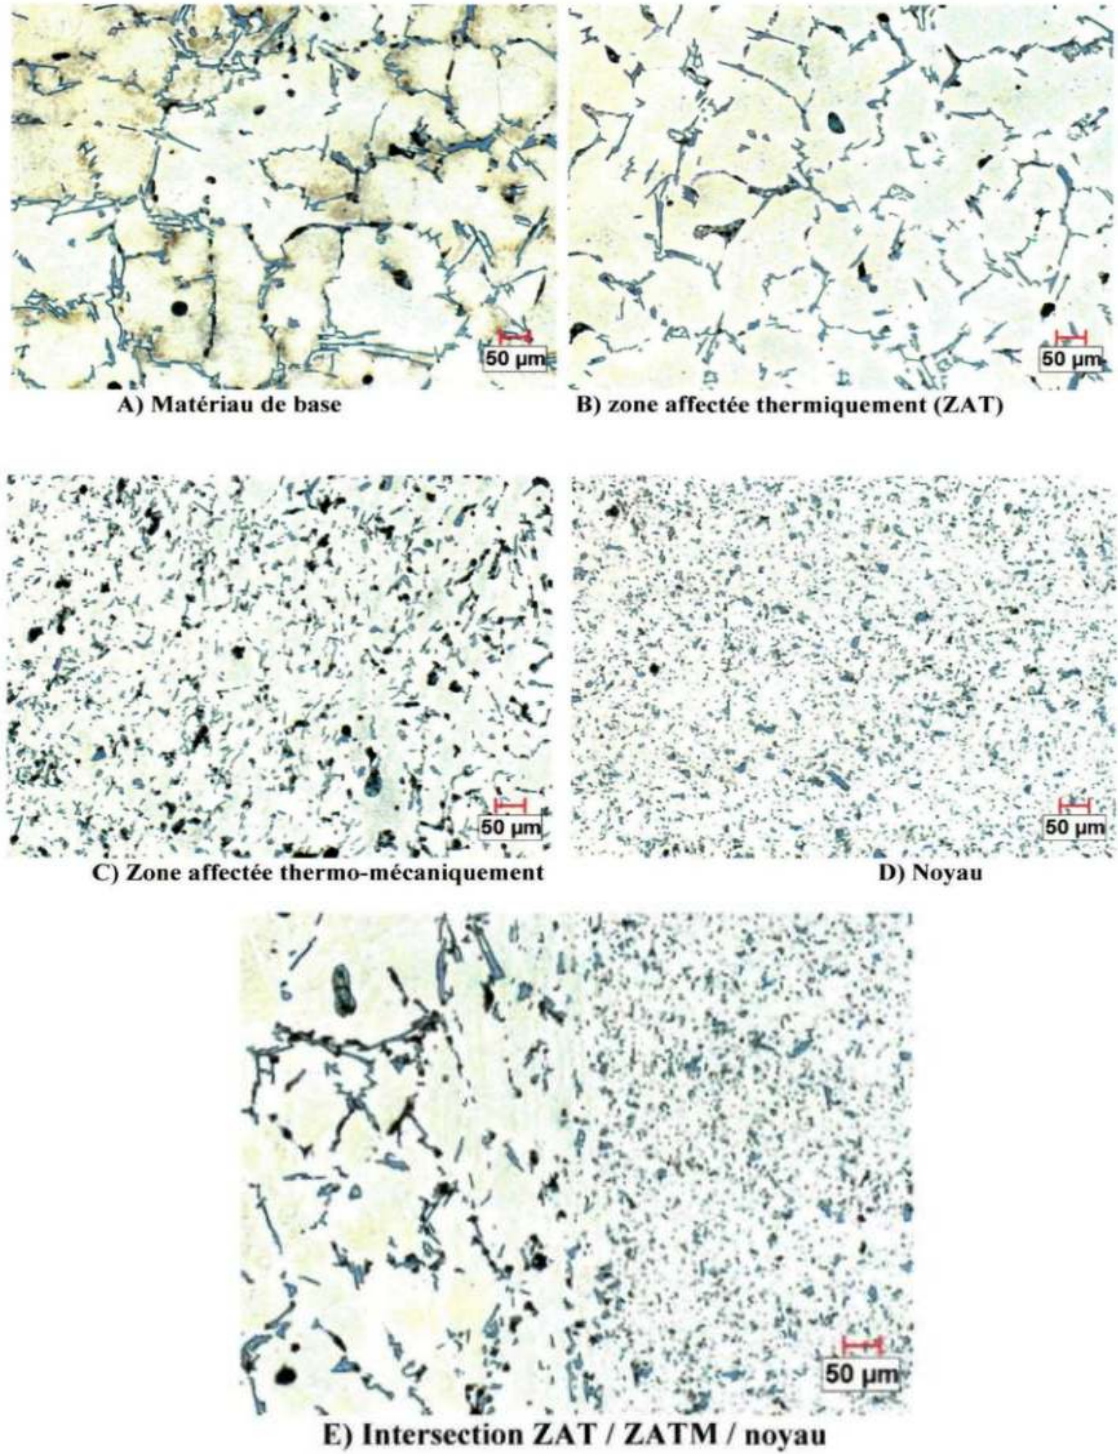 50 µm
50 µm
A) Matèriau de base
B) zone affectée thermiquement (ZAT)
50 µm
50 µm
C) Zone affectée thermo-mécaniquement
D) Noyau
50 µm
E) Intersection ZAT / ZATM / noyau